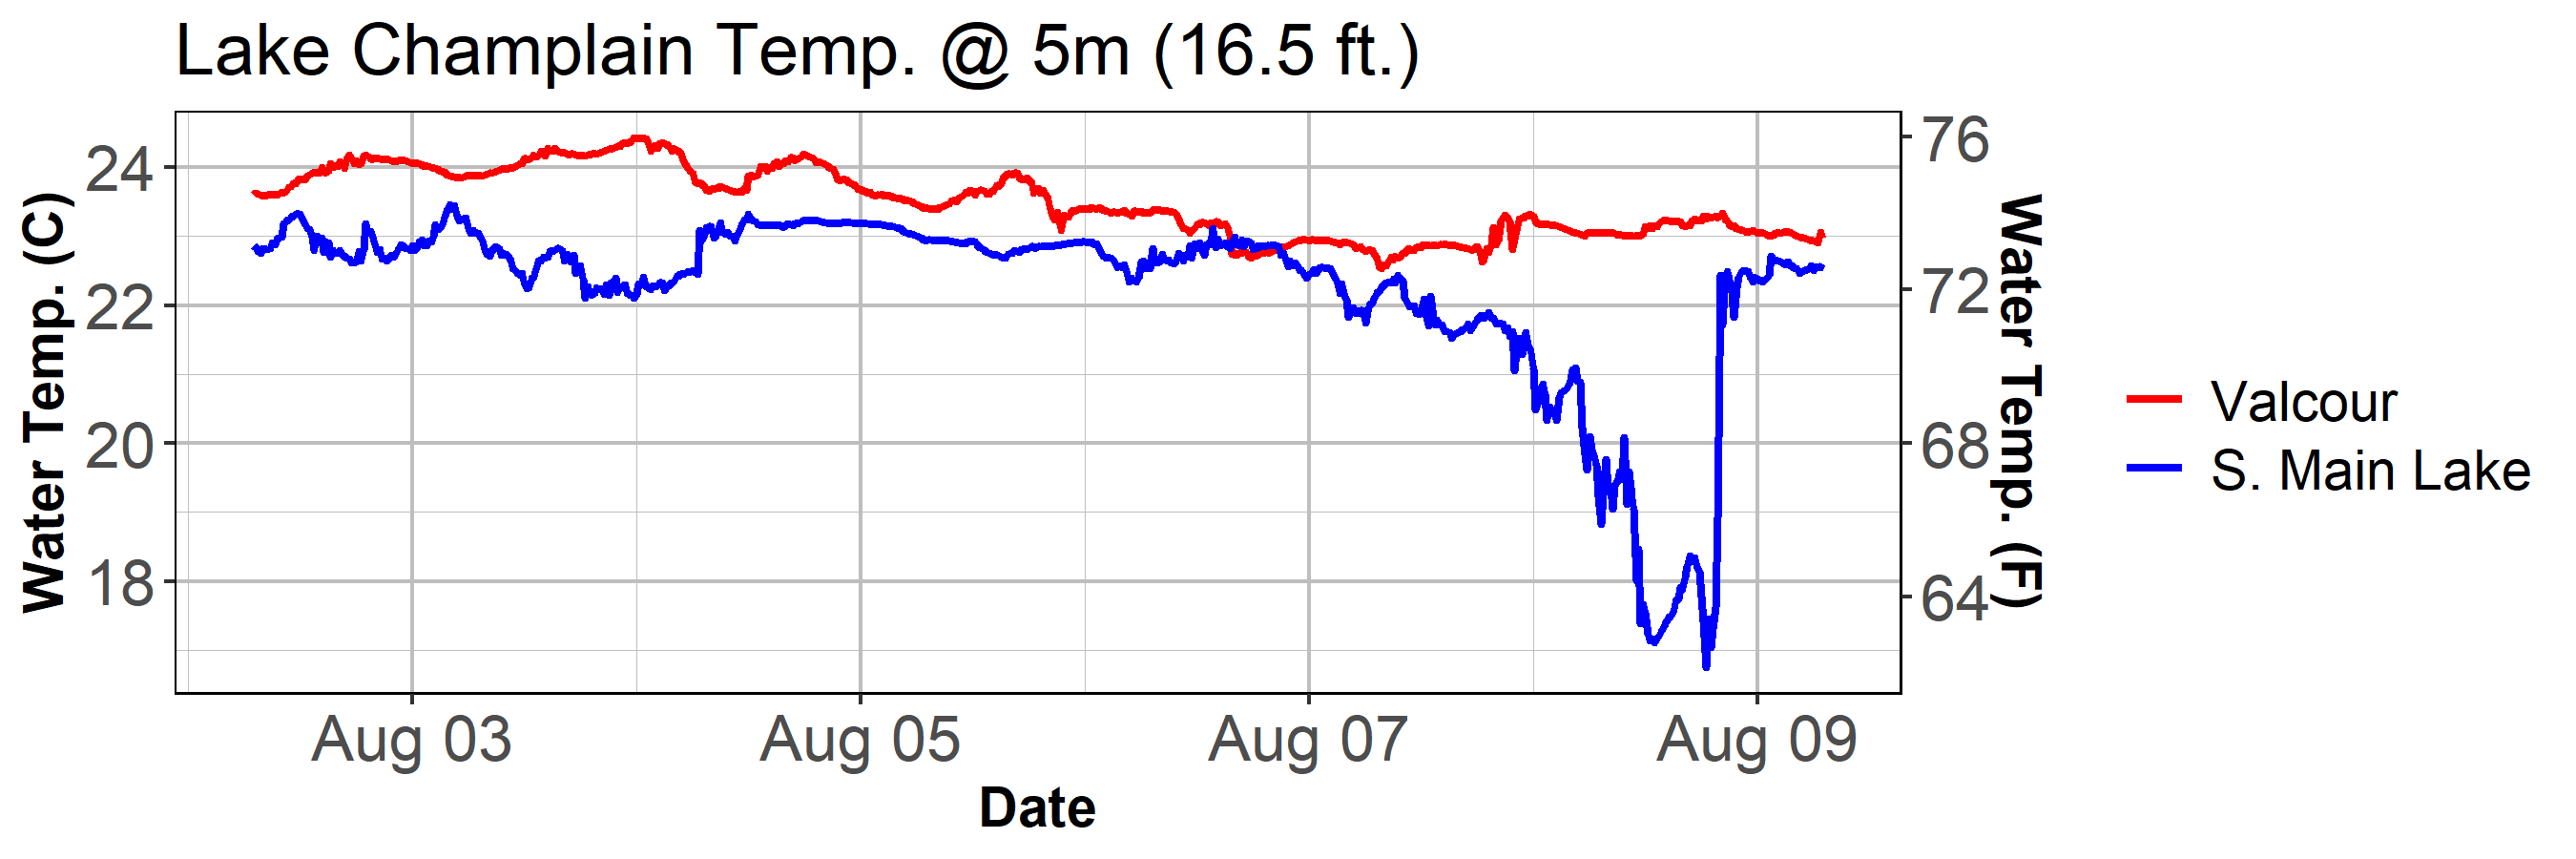 Lake Champlain Temp. @ 5m (16.5 ft.)
Water Temp. (C)
24
22
20
18
76
72
68
64
Water Temp. (F)
Aug 03
Aug 05
Aug 07
Aug 09
Date
Valcour
S. Main Lake